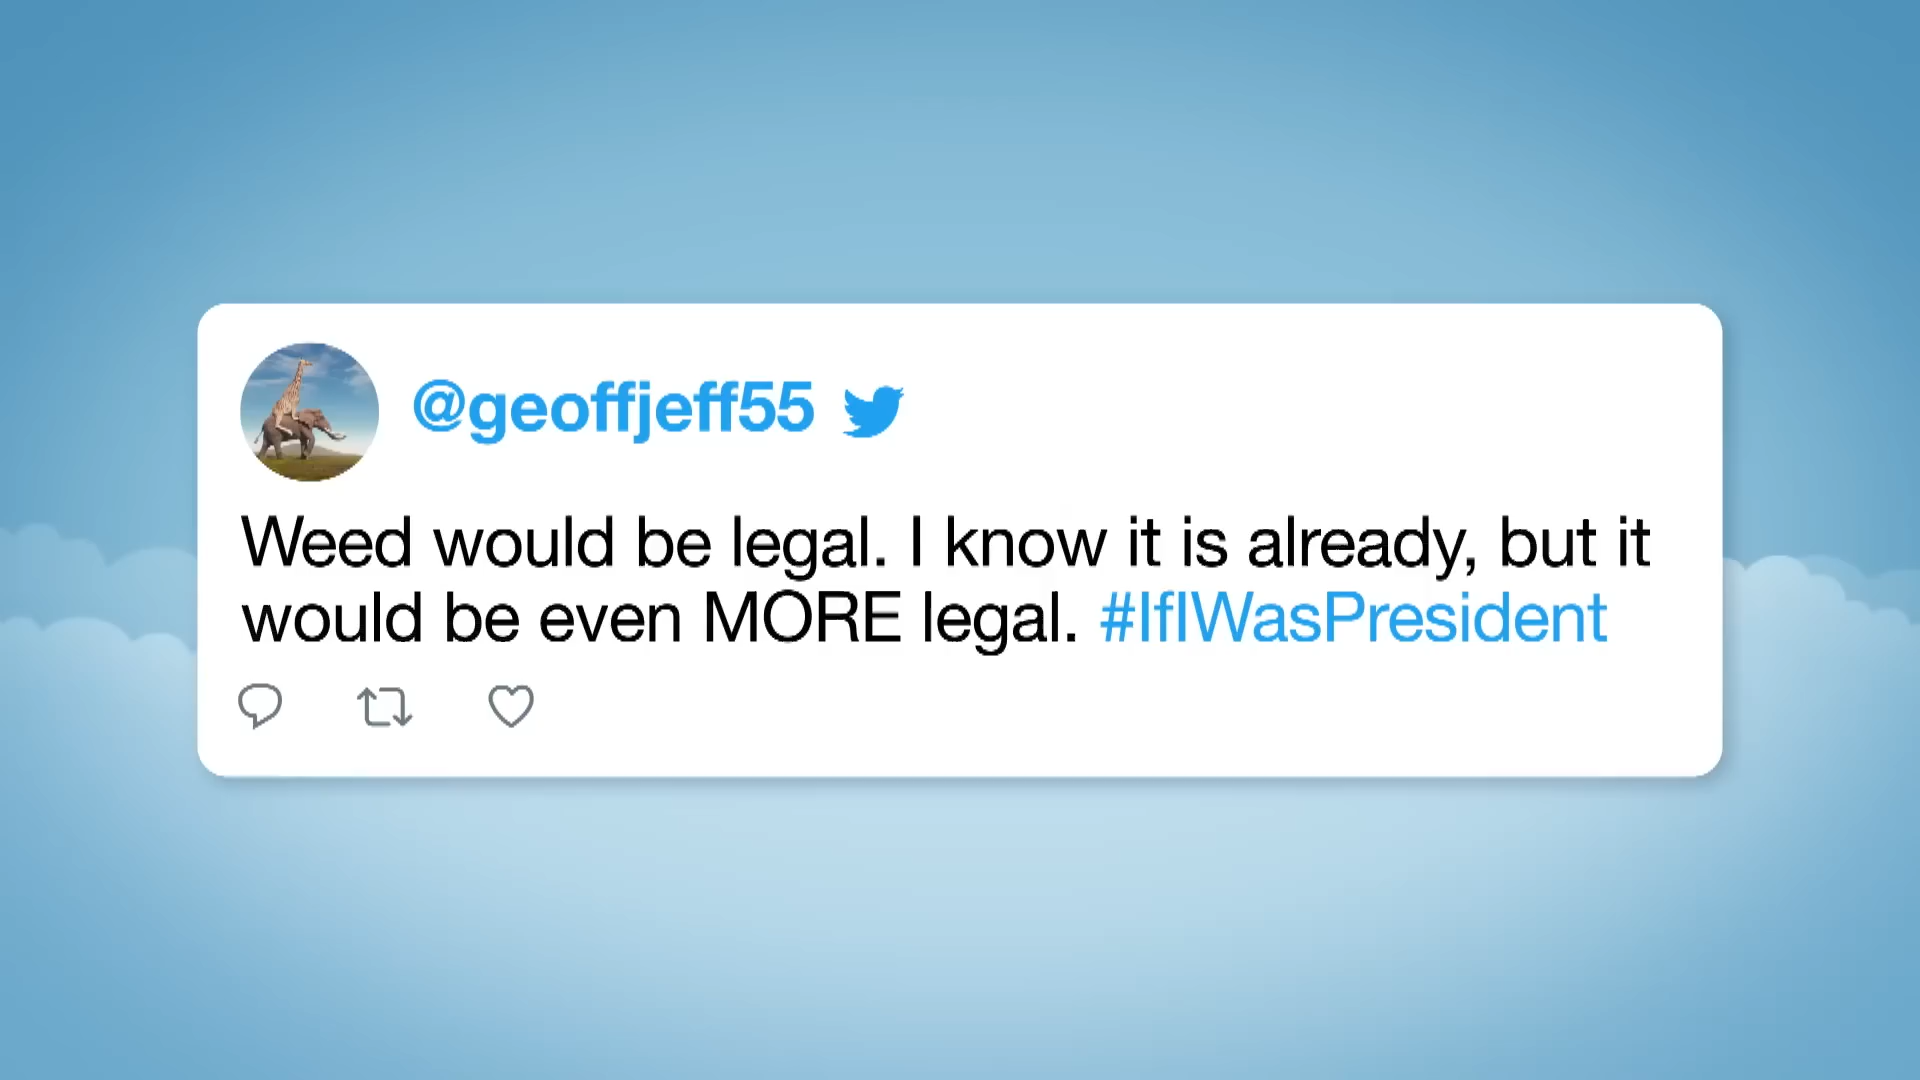 @geoffjeff55
Weed would be legal. I know it is already, but it
would be even MORE legal. #IfIWasPresident